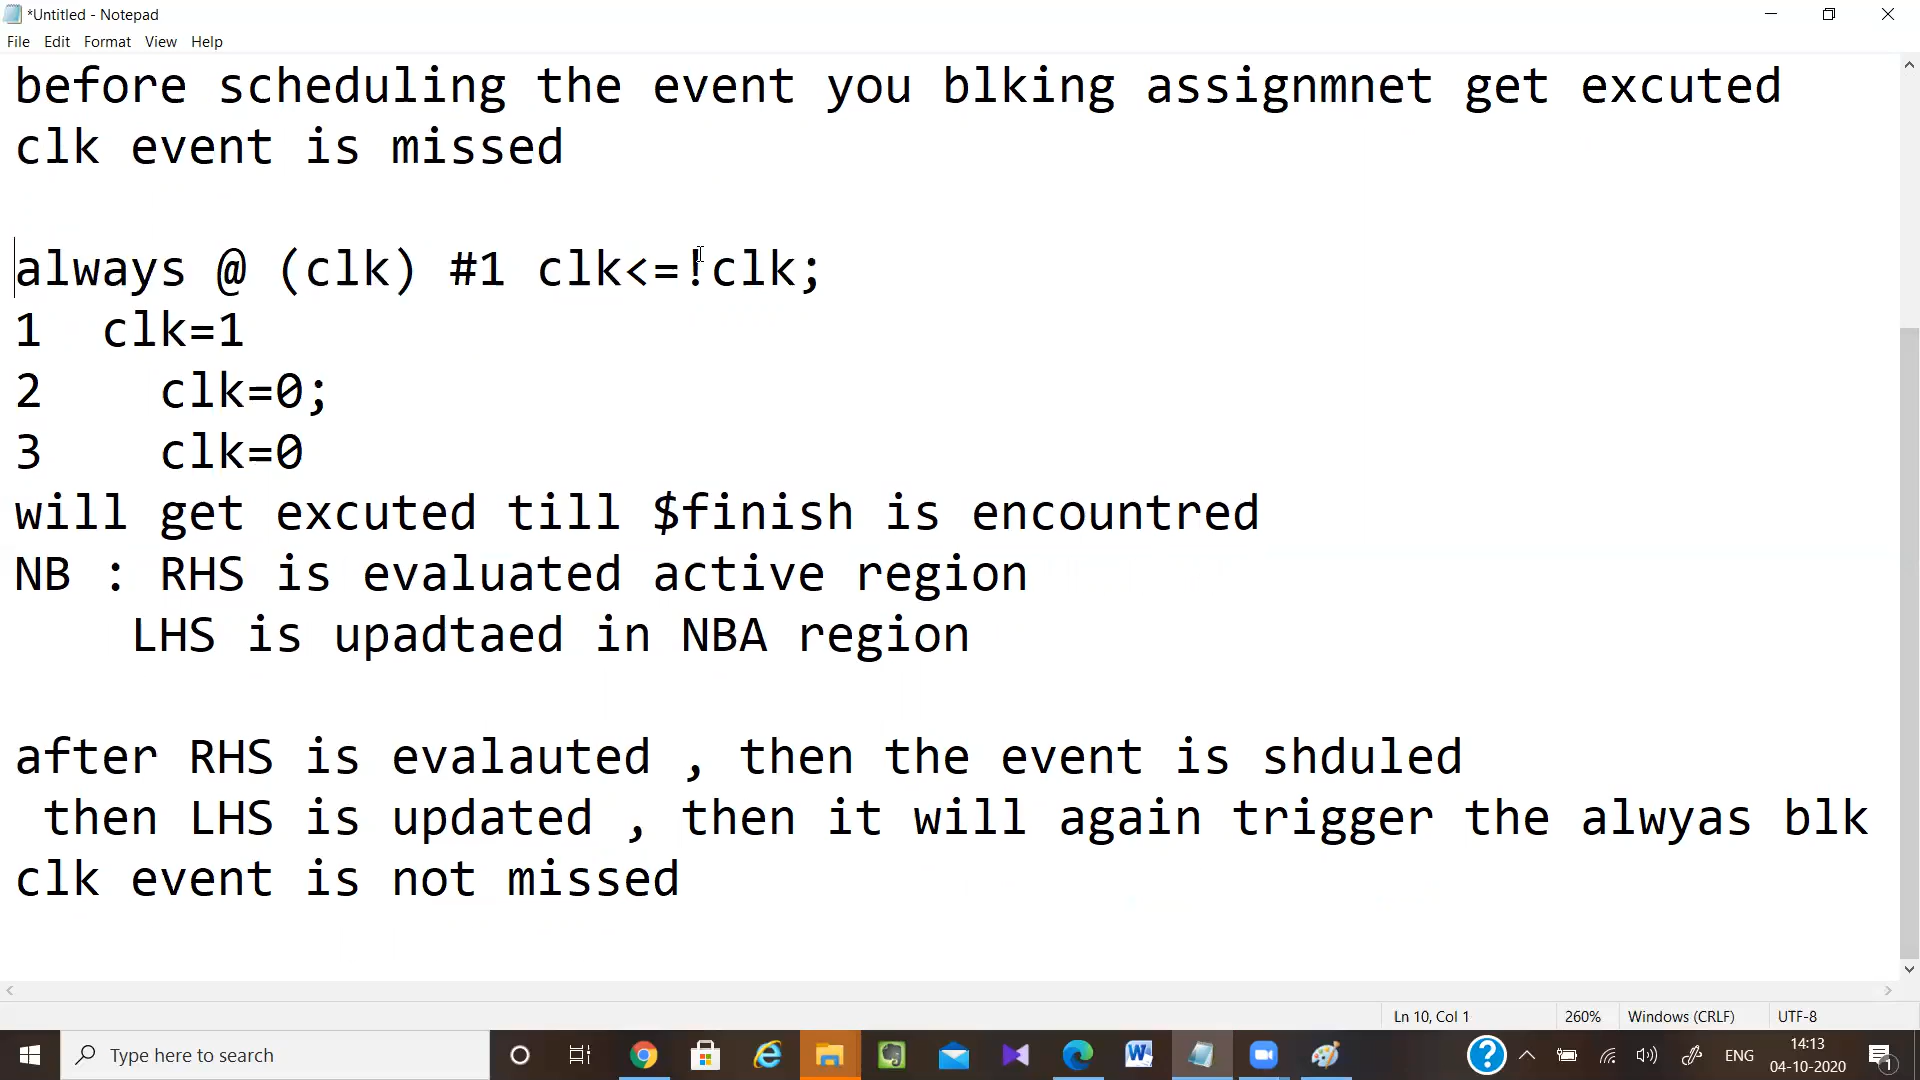 *Untitled - Notepad
File Edit Format View Help
before scheduling the event you blking assignmnet get excuted
clk event is missed
always @ (clk) #1 clk<=!clk;
1 clk=1
2 clk=0;
3 clk=0
will get excuted till $finish is encountred
NB : RHS is evaluated active region
LHS is upadtaed in NBA region
after RHS is evalauted , then the event is shduled
then LHS is updated , then it will again trigger the alwyas blk
clk event is not missed
Ln 10, Col 1 260% Windows (CRLF) UTF-8
Type here to search
ENG
14:13
04-10-2020
1